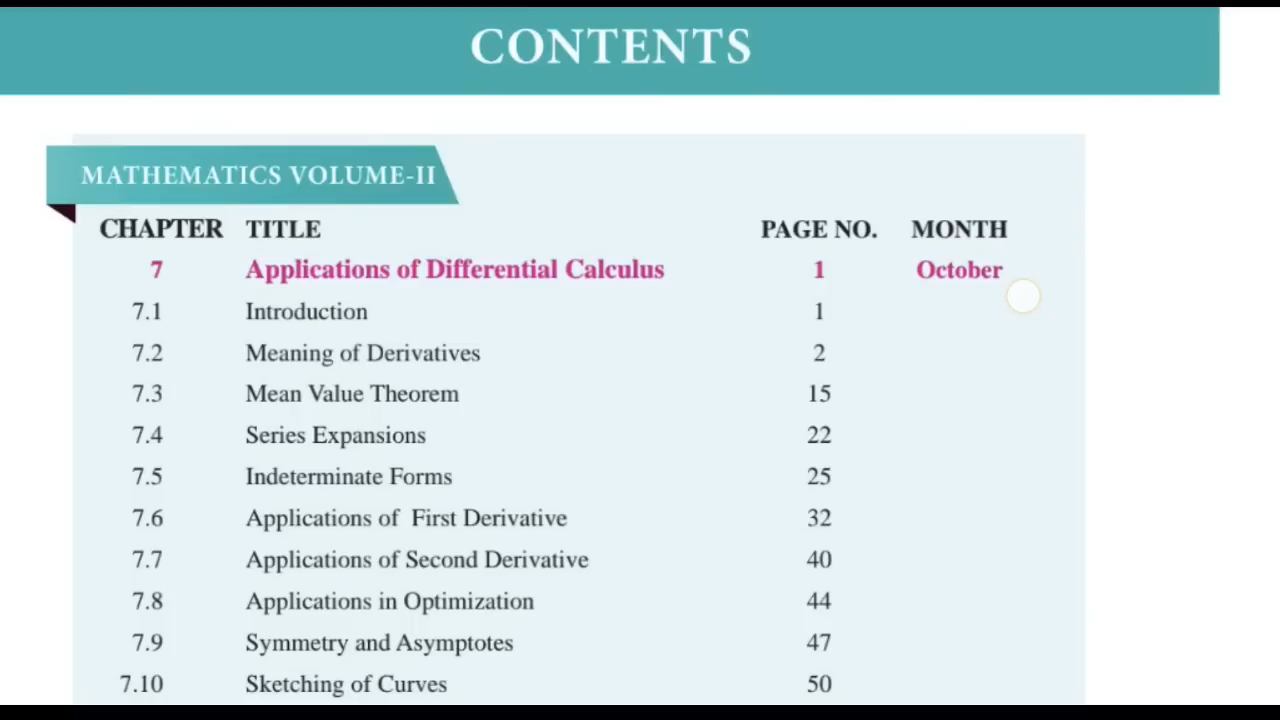 CONTENTS
MATHEMATICS VOLUME-II
CHAPTER TITLE PAGE NO. MONTH
7 Applications of Differential Calculus 1 October
7.1 Introduction 1
7.2 Meaning of Derivatives 2
7.3 Mean Value Theorem 15
7.4 Series Expansions 22
7.5 Indeterminate Forms 25
7.6 Applications of First Derivative 32
7.7 Applications of Second Derivative 40
7.8 Applications in Optimization 44
7.9 Symmetry and Asymptotes 47
7.10 Sketching of Curves 50